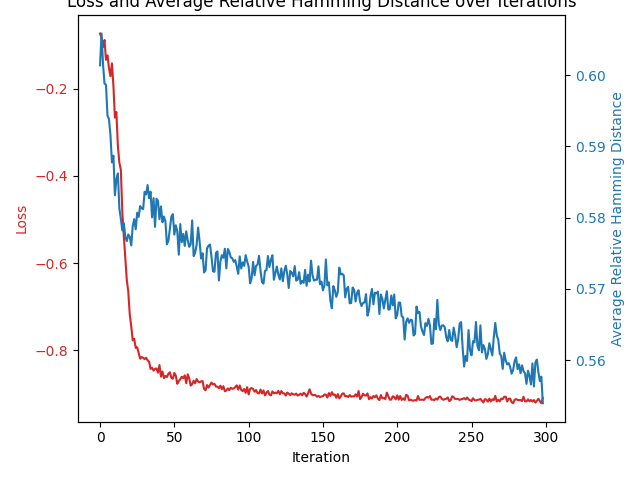 Loss and Average Relative Hamming Distance over Iterations
−0.2
−0.4
−0.6
−0.8
Loss
0.60
0.59
0.58
0.57
0.56
Average Relative Hamming Distance
0 50 100 150 200 250 300
Iteration